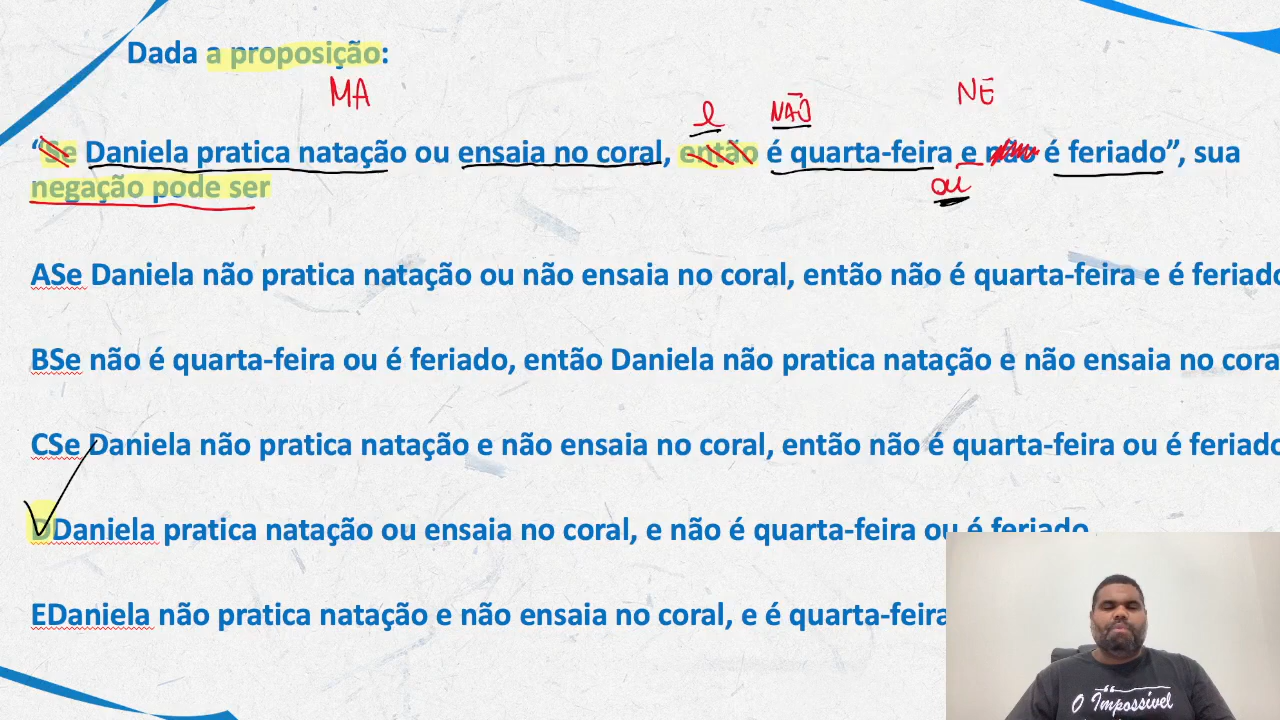 Dada a proposição:
MA
NE
e
NÃO
“Se Daniela pratica natação ou ensaia no coral, então é quarta-feira e não é feriado”, sua
ou
negação pode ser
ASe Daniela não pratica natação ou não ensaia no coral, então não é quarta-feira e é feriado
BSe não é quarta-feira ou é feriado, então Daniela não pratica natação e não ensaia no cora
CSe Daniela não pratica natação e não ensaia no coral, então não é quarta-feira ou é feriado
DDaniela pratica natação ou ensaia no coral, e não é quarta-feira ou é feriado
EDaniela não pratica natação e não ensaia no coral, e é quarta-feira
O Impossível